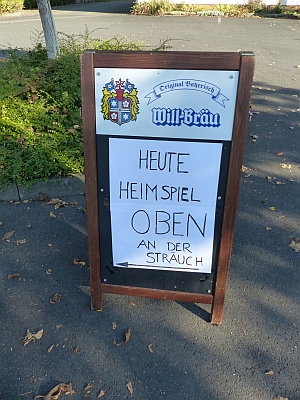 Original Bayerisch
Will-Bräu
HEUTE
HEIMSPIEL
OBEN
AN DER
STRAUCH